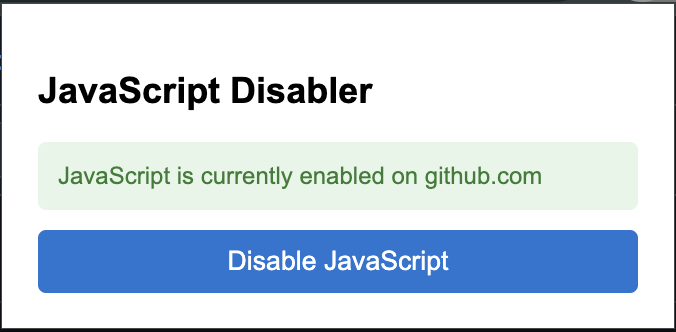 JavaScript Disabler
JavaScript is currently enabled on github.com
Disable JavaScript